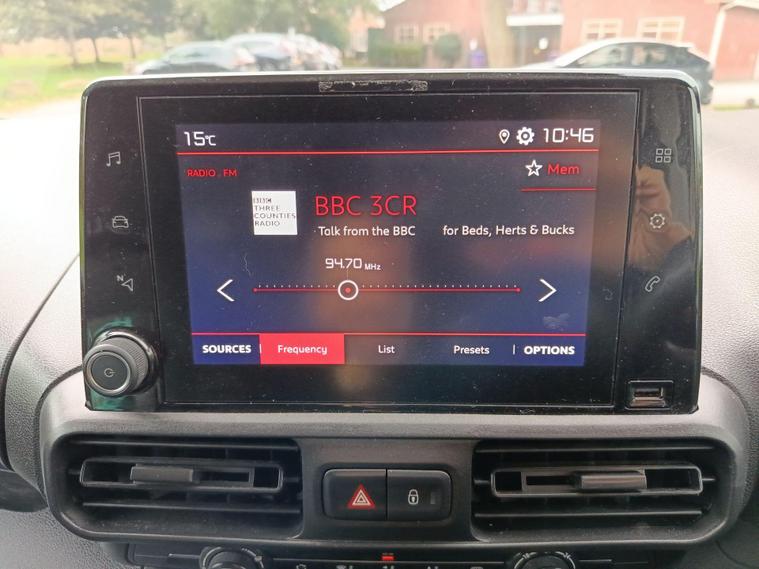 15°C 10:46
RADIO . FM
Mem
BBC
THREE
COUNTIES
RADIO
BBC 3CR
Talk from the BBC for Beds, Herts & Bucks
94.70 MHz
N
SOURCES Frequency List Presets OPTIONS